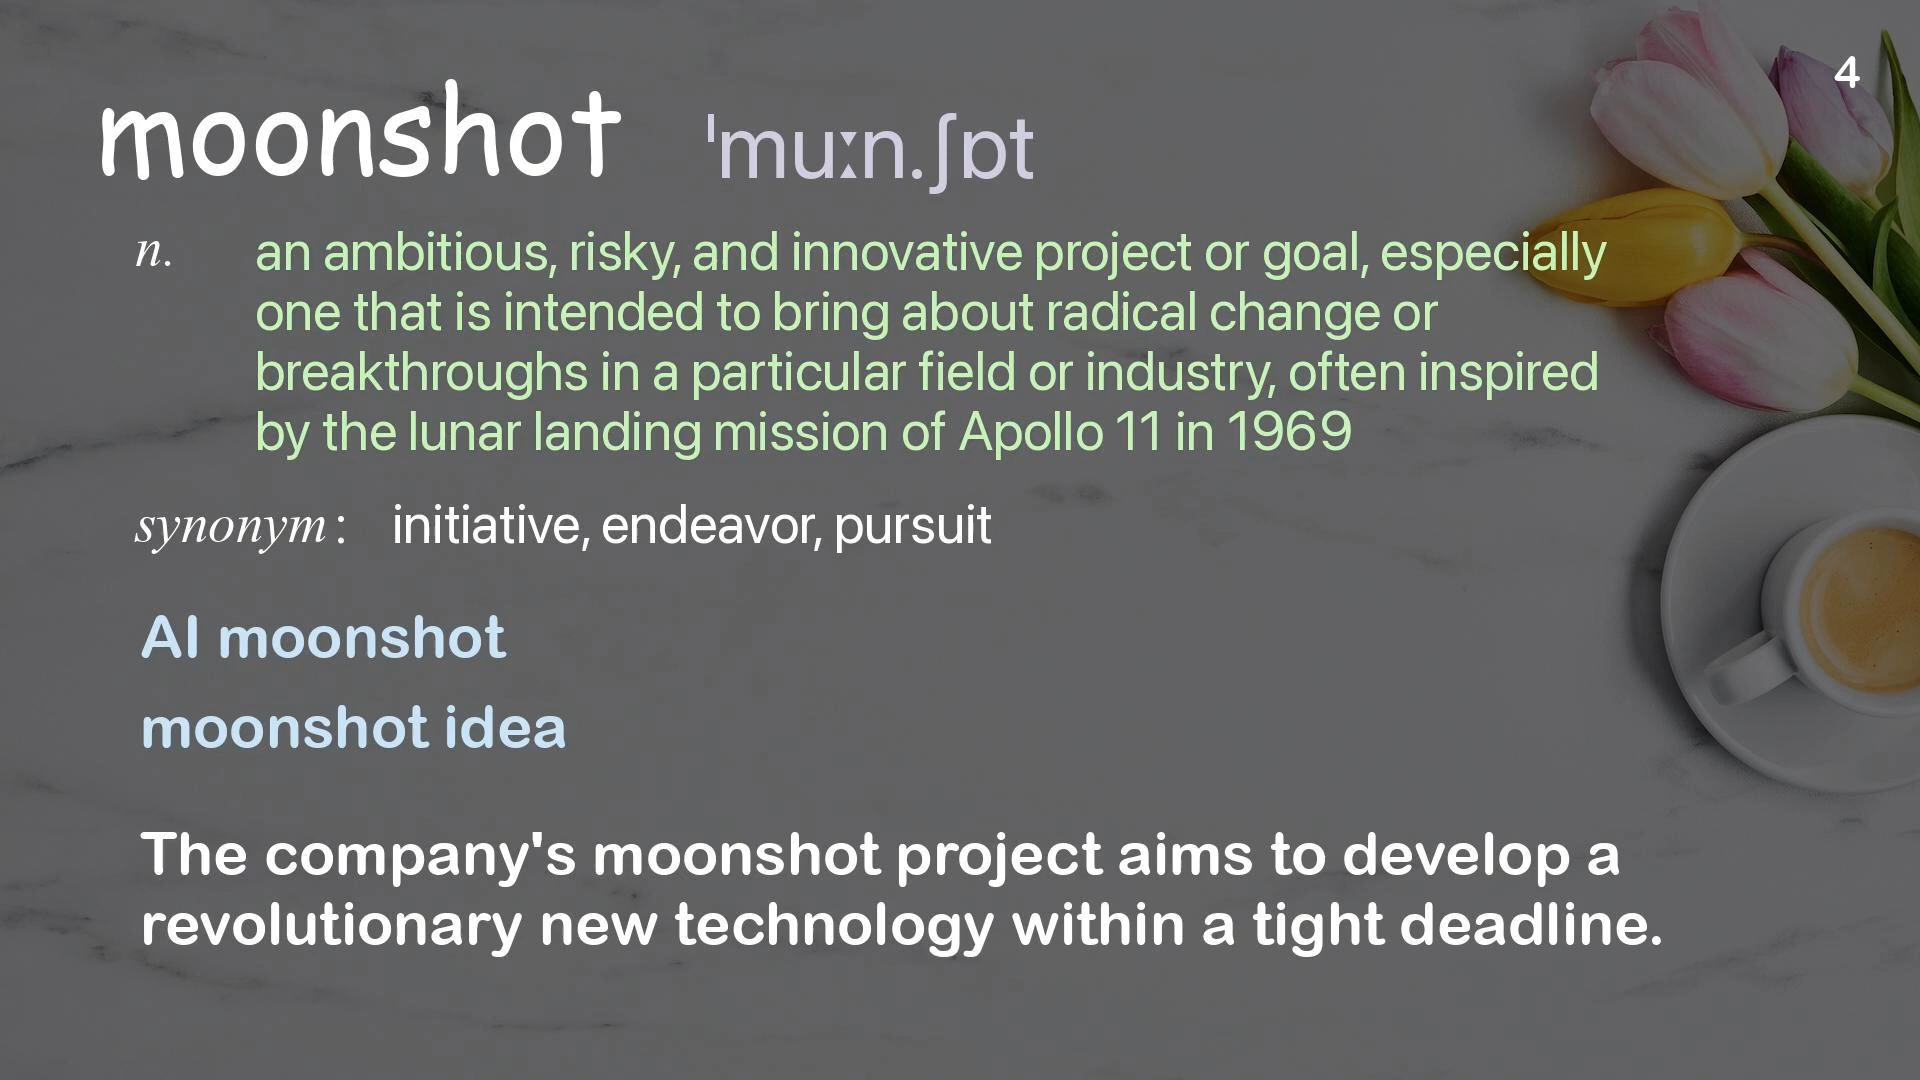 4
moonshot ˈmuːn.ʃɒt
n. an ambitious, risky, and innovative project or goal, especially
one that is intended to bring about radical change or
breakthroughs in a particular field or industry, often inspired
by the lunar landing mission of Apollo 11 in 1969
synonym: initiative, endeavor, pursuit
AI moonshot
moonshot idea
The company's moonshot project aims to develop a
revolutionary new technology within a tight deadline.